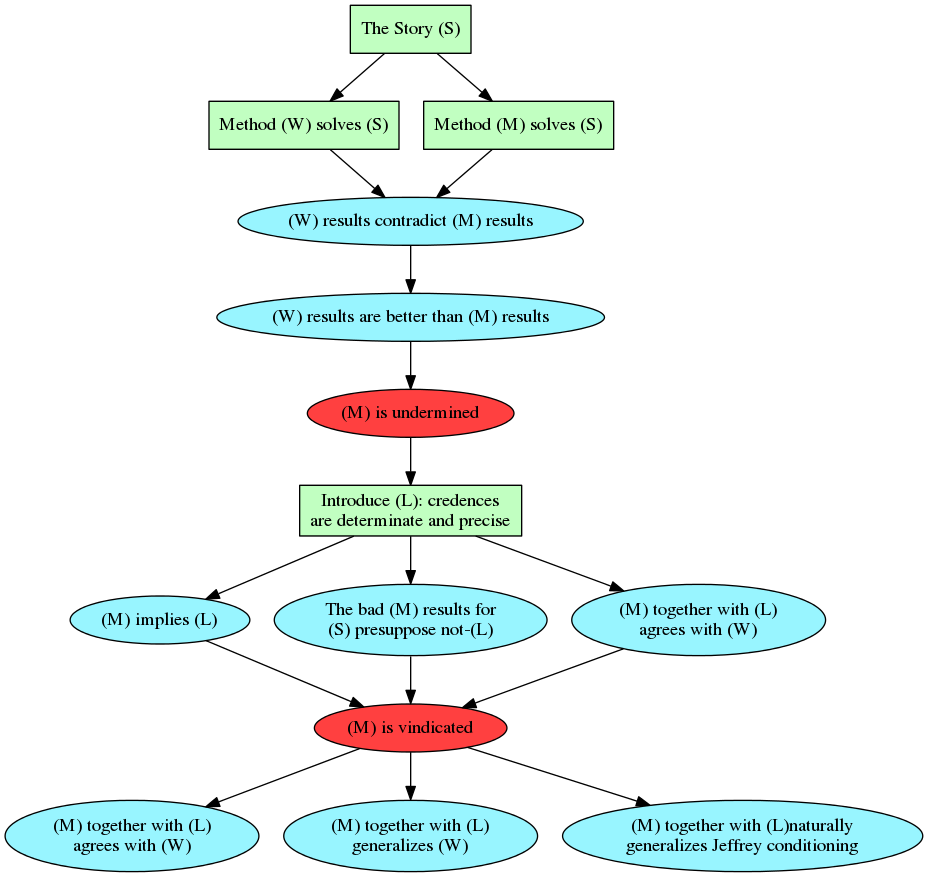 The Story (S)
Method (W) solves (S)
Method (M) solves (S)
(W) results contradict (M) results
(W) results are better than (M) results
(M) is undermined
Introduce (L): credences
are determinate and precise
(M) implies (L)
The bad (M) results for
(S) presuppose not-(L)
(M) together with (L)
agrees with (W)
(M) is vindicated
(M) together with (L)
agrees with (W)
(M) together with (L)
generalizes (W)
(M) together with (L)naturally
generalizes Jeffrey conditioning